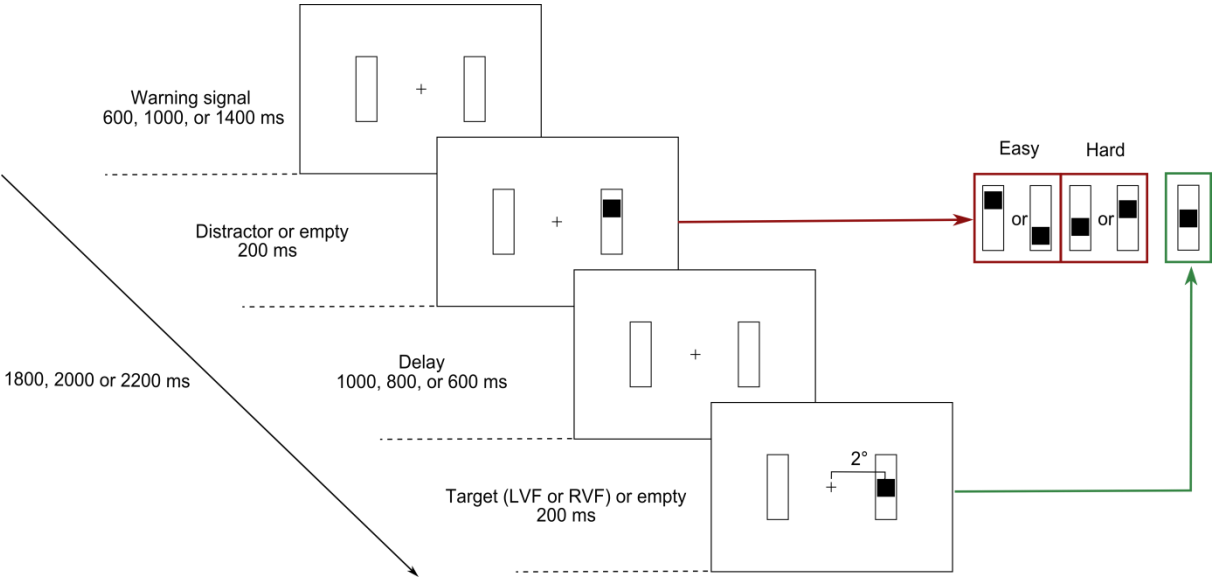 Warning signal
600, 1000, or 1400 ms
Easy
Hard
or
or
Distractor or empty
200 ms
1800, 2000 or 2200 ms
Delay
1000, 800, or 600 ms
2°
Target (LVF or RVF) or empty
200 ms